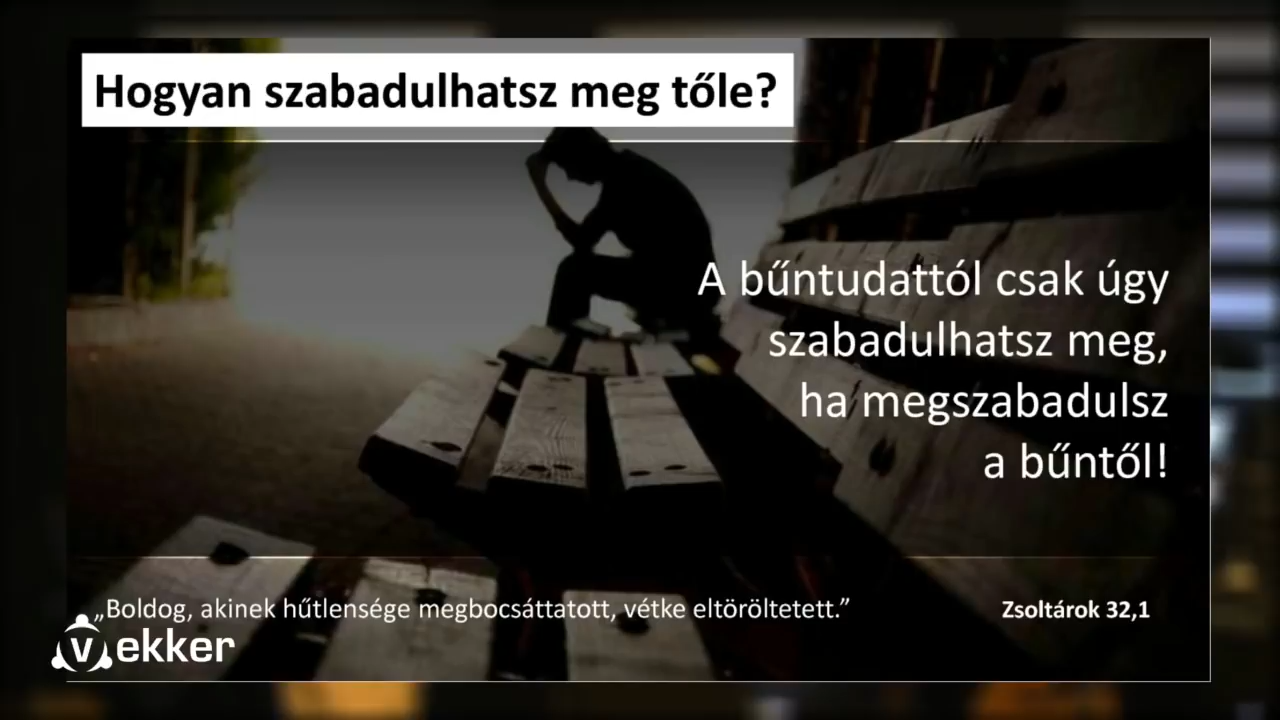 Hogyan szabadulhatsz meg tőle?
A bűntudattól csak úgy
szabadulhatsz meg,
ha megszabadulsz
a bűntől!
„Boldog, akinek hűtlensége megbocsáttatott, vétke eltöröltetett.” Zsoltárok 32,1
vekker